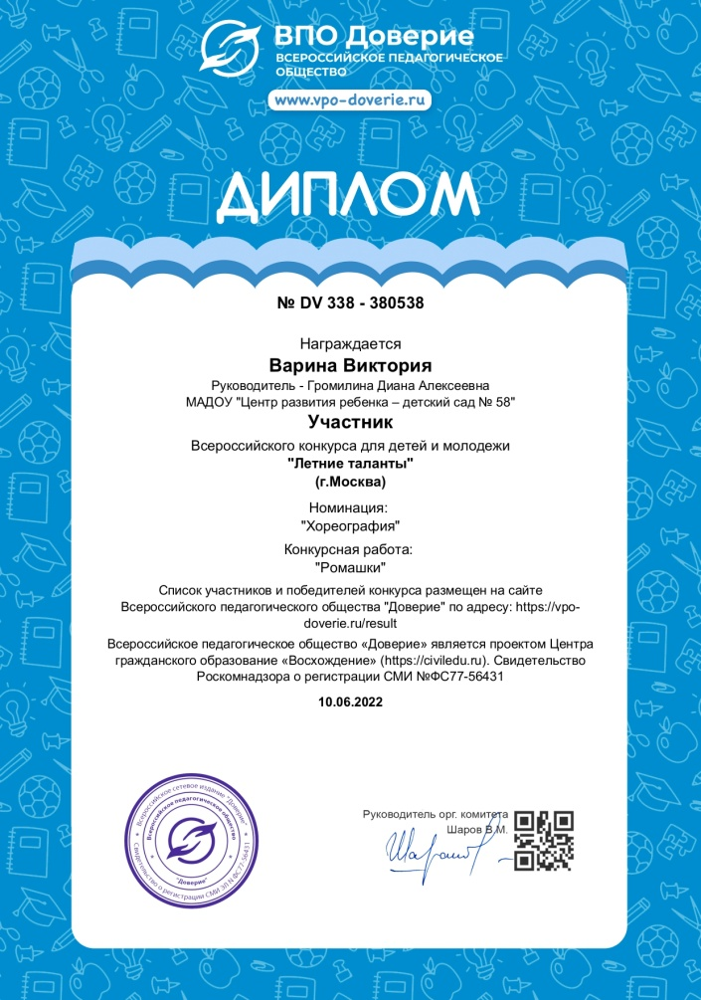 ВПО Доверие
ВСЕРОССИЙСКОЕ ПЕДАГОГИЧЕСКОЕ
ОБЩЕСТВО
www.vpo-doverie.ru
ДИПЛОМ
№ DV 338 - 380538
Награждается
Варина Виктория
Руководитель - Громилина Диана Алексеевна
МАДОУ "Центр развития ребенка – детский сад № 58"
Участник
Всероссийского конкурса для детей и молодежи
"Летние таланты"
(г.Москва)
Номинация:
"Хореография"
Конкурсная работа:
"Ромашки"
Список участников и победителей конкурса размещен на сайте
Всероссийского педагогического общества "Доверие" по адресу: https://vpo-
doverie.ru/result
Всероссийское педагогическое общество «Доверие» является проектом Центра
гражданского образование «Восхождение» (https://civiledu.ru). Свидетельство
Роскомнадзора о регистрации СМИ №ФС77-56431
10.06.2022
Всероссийское сетевое издание "Доверие"
Всероссийское педагогическое общество
"Доверие"
Свидетельство о регистрации СМИ ЭЛ N ФС77-56431
Руководитель орг. комитета
Шаров В.М.